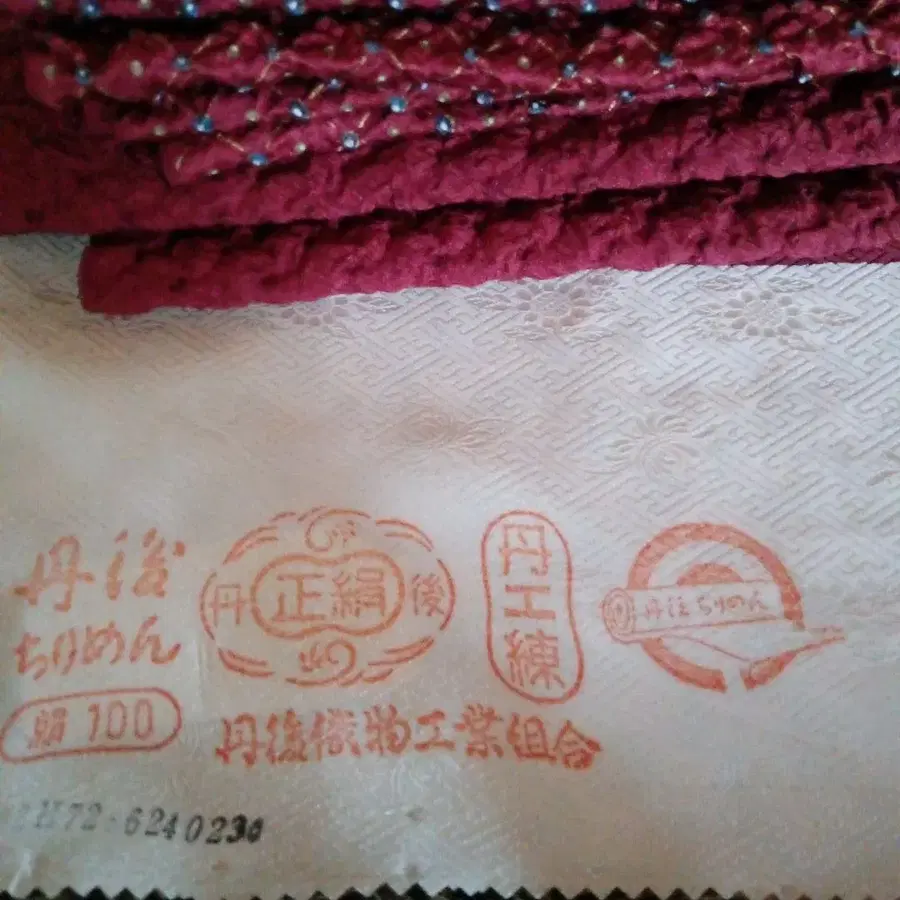 丹後
ちりめん
絹 100
丹 正絹 後
丹後織物工業組合
丹工練
丹後ちりめん
72-6240230